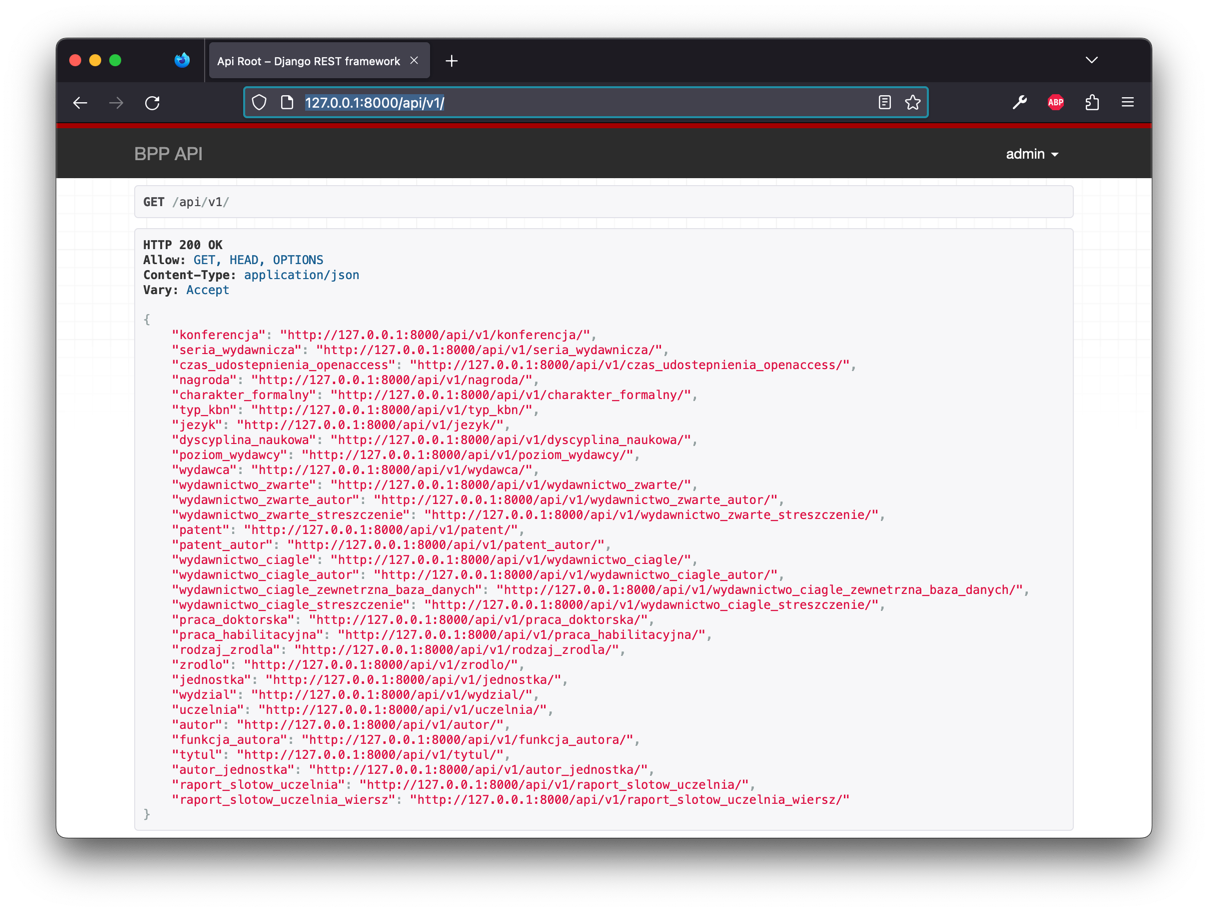 Api Root – Django REST framework
127.0.0.1:8000/api/v1/
ABP
BPP API
admin
GET /api/v1/
HTTP 200 OK
Allow: GET, HEAD, OPTIONS
Content-Type: application/json
Vary: Accept
{
"konferencja": "http://127.0.0.1:8000/api/v1/konferencja/",
"seria_wydawnicza": "http://127.0.0.1:8000/api/v1/seria_wydawnicza/",
"czas_udostepnienia_openaccess": "http://127.0.0.1:8000/api/v1/czas_udostepnienia_openaccess/",
"nagroda": "http://127.0.0.1:8000/api/v1/nagroda/",
"charakter_formalny": "http://127.0.0.1:8000/api/v1/charakter_formalny/",
"typ_kbn": "http://127.0.0.1:8000/api/v1/typ_kbn/",
"jezyk": "http://127.0.0.1:8000/api/v1/jezyk/",
"dyscyplina_naukowa": "http://127.0.0.1:8000/api/v1/dyscyplina_naukowa/",
"poziom_wydawcy": "http://127.0.0.1:8000/api/v1/poziom_wydawcy/",
"wydawca": "http://127.0.0.1:8000/api/v1/wydawca/",
"wydawnictwo_zwarte": "http://127.0.0.1:8000/api/v1/wydawnictwo_zwarte/",
"wydawnictwo_zwarte_autor": "http://127.0.0.1:8000/api/v1/wydawnictwo_zwarte_autor/",
"wydawnictwo_zwarte_streszczenie": "http://127.0.0.1:8000/api/v1/wydawnictwo_zwarte_streszczenie/",
"patent": "http://127.0.0.1:8000/api/v1/patent/",
"patent_autor": "http://127.0.0.1:8000/api/v1/patent_autor/",
"wydawnictwo_ciagle": "http://127.0.0.1:8000/api/v1/wydawnictwo_ciagle/",
"wydawnictwo_ciagle_autor": "http://127.0.0.1:8000/api/v1/wydawnictwo_ciagle_autor/",
"wydawnictwo_ciagle_zewnetrzna_baza_danych": "http://127.0.0.1:8000/api/v1/wydawnictwo_ciagle_zewnetrzna_baza_danych/",
"wydawnictwo_ciagle_streszczenie": "http://127.0.0.1:8000/api/v1/wydawnictwo_ciagle_streszczenie/",
"praca_doktorska": "http://127.0.0.1:8000/api/v1/praca_doktorska/",
"praca_habilitacyjna": "http://127.0.0.1:8000/api/v1/praca_habilitacyjna/",
"rodzaj_zrodla": "http://127.0.0.1:8000/api/v1/rodzaj_zrodla/",
"zrodlo": "http://127.0.0.1:8000/api/v1/zrodlo/",
"jednostka": "http://127.0.0.1:8000/api/v1/jednostka/",
"wydzial": "http://127.0.0.1:8000/api/v1/wydzial/",
"uczelnia": "http://127.0.0.1:8000/api/v1/uczelnia/",
"autor": "http://127.0.0.1:8000/api/v1/autor/",
"funkcja_autora": "http://127.0.0.1:8000/api/v1/funkcja_autora/",
"tytul": "http://127.0.0.1:8000/api/v1/tytul/",
"autor_jednostka": "http://127.0.0.1:8000/api/v1/autor_jednostka/",
"raport_slotow_uczelnia": "http://127.0.0.1:8000/api/v1/raport_slotow_uczelnia/",
"raport_slotow_uczelnia_wiersz": "http://127.0.0.1:8000/api/v1/raport_slotow_uczelnia_wiersz/"
}